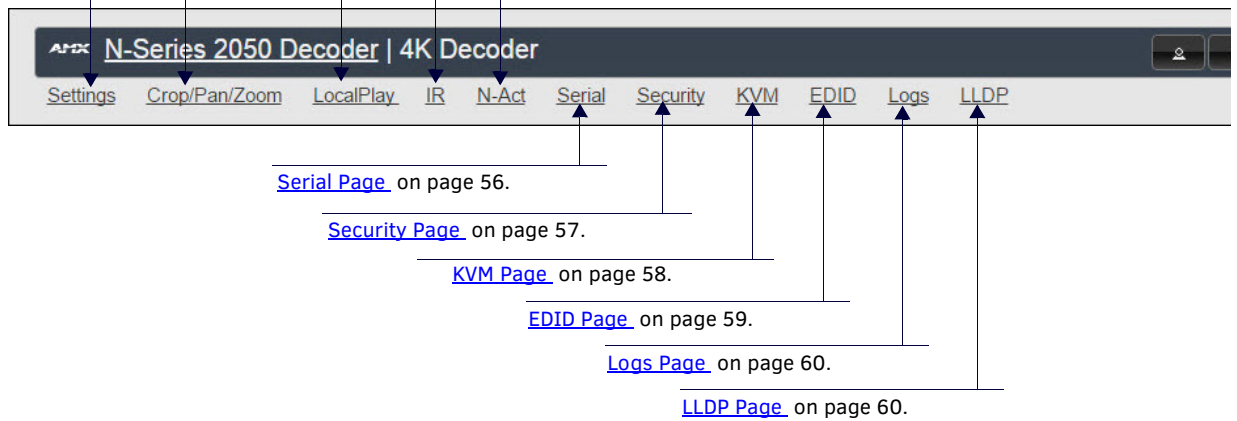 AMX N-Series 2050 Decoder | 4K Decoder
Settings Crop/Pan/Zoom LocalPlay IR N-Act Serial Security KVM EDID Logs LLDP
Serial Page on page 56.
Security Page on page 57.
KVM Page on page 58.
EDID Page on page 59.
Logs Page on page 60.
LLDP Page on page 60.